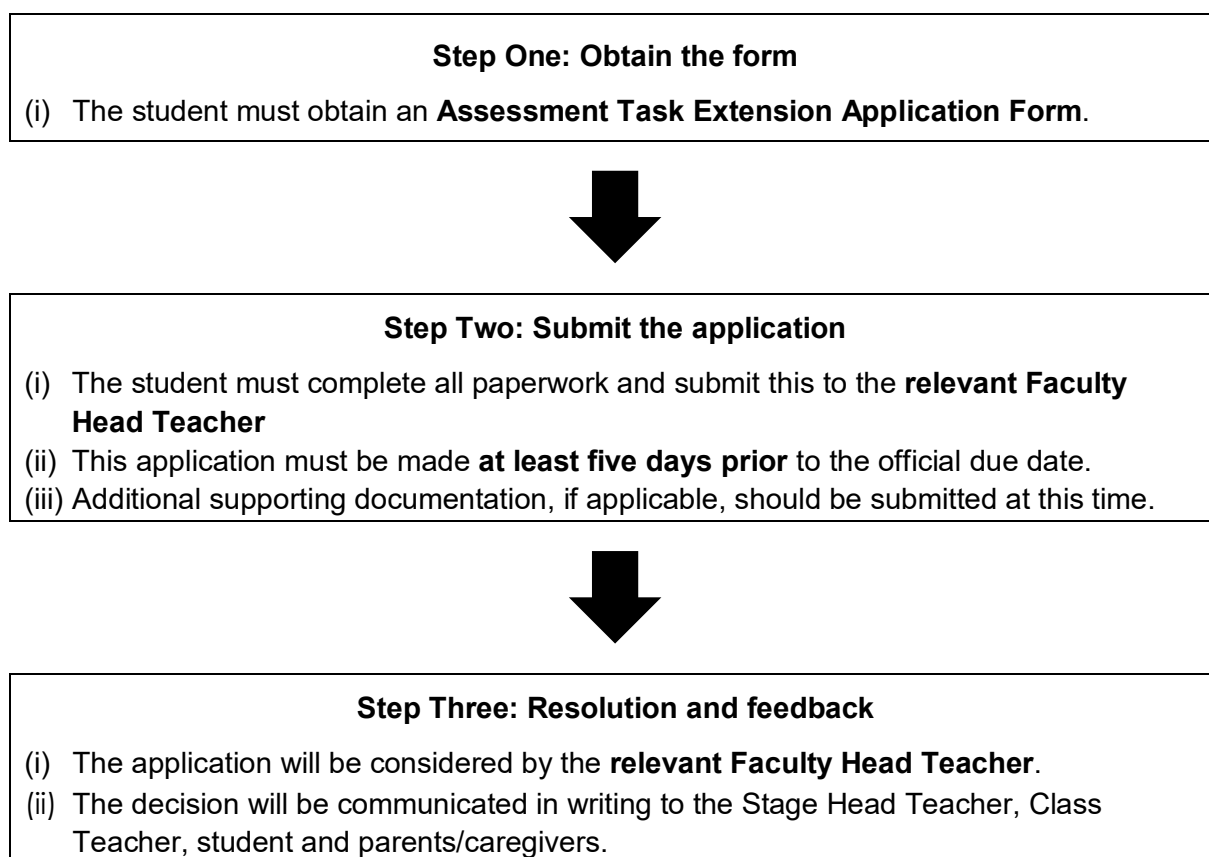 Step One: Obtain the form
(i) The student must obtain an Assessment Task Extension Application Form.
Step Two: Submit the application
(i) The student must complete all paperwork and submit this to the relevant Faculty
Head Teacher
(ii) This application must be made at least five days prior to the official due date.
(iii) Additional supporting documentation, if applicable, should be submitted at this time.
Step Three: Resolution and feedback
(i) The application will be considered by the relevant Faculty Head Teacher.
(ii) The decision will be communicated in writing to the Stage Head Teacher, Class
Teacher, student and parents/caregivers.